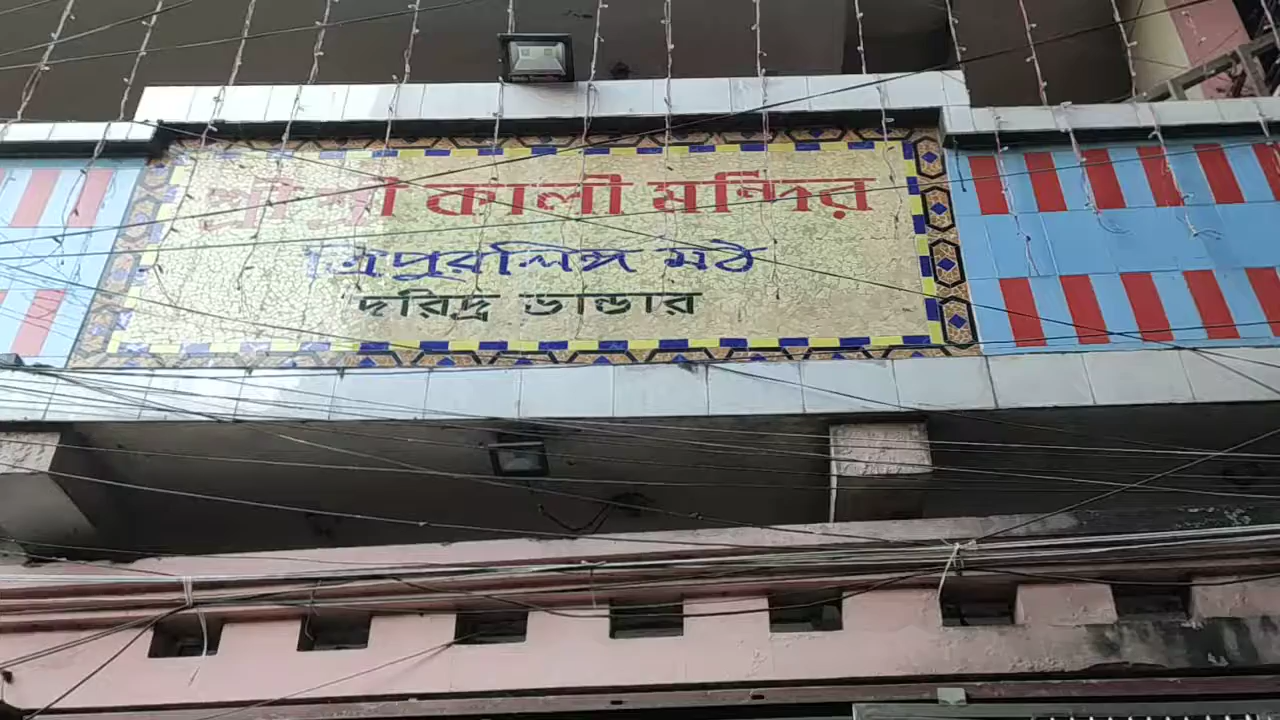 শ্রী শ্রী কালী মন্দির
ত্রিপুরলিঙ্গ মঠ
দরিদ্র ভান্ডার